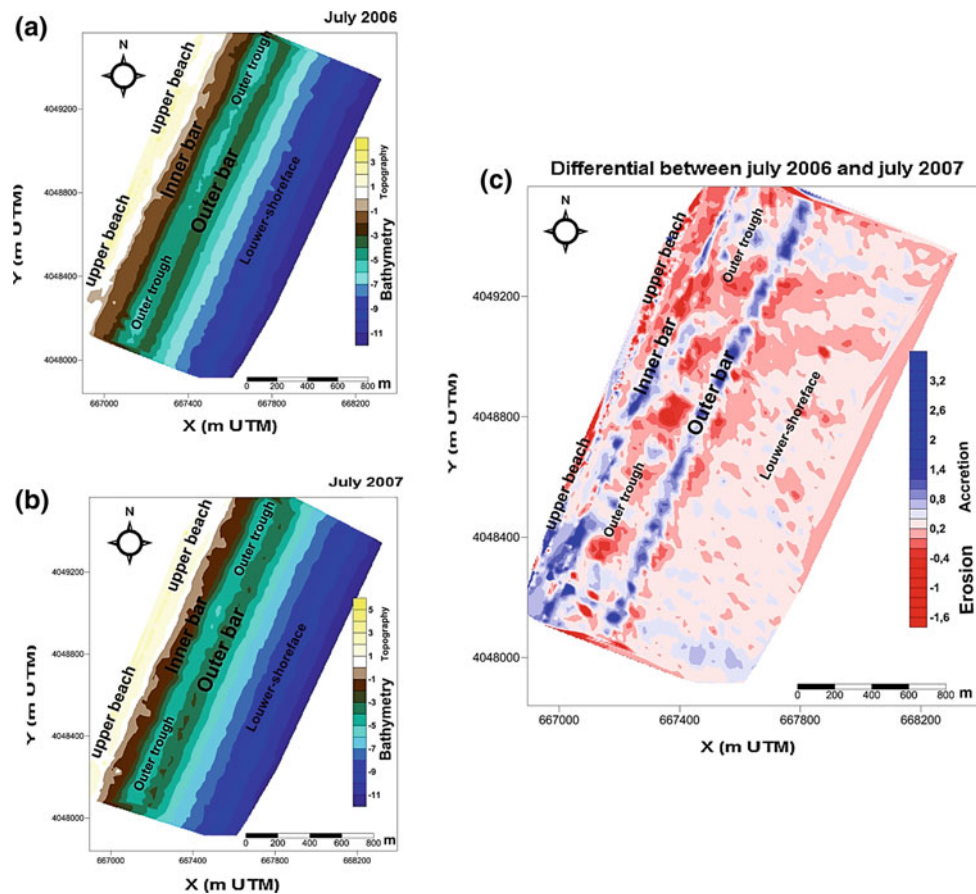 (a)
July 2006
N
upper beach
upper beach
Inner bar
Outer bar
Outer trough
Outer trough
Louwer-shoreface
Y (m UTM)
4049200
4048800
4048400
4048000
3
1
-1
-3
-5
-7
-9
-11
Topography
Bathymetry
0 200 400 600 800 m
667000 667400 667800 668200
X (m UTM)
(b)
July 2007
N
upper beach
upper beach
Inner bar
Outer bar
Outer trough
Outer trough
Louwer-shoreface
Y (m UTM)
4049200
4048800
4048400
4048000
5
3
1
-1
-3
-5
-7
-9
-11
Topography
Bathymetry
0 200 400 600 800 m
667000 667400 667800 668200
X (m UTM)
Differential between july 2006 and july 2007
(c)
N
upper beach
upper beach
Inner bar
Outer bar
Outer trough
Outer trough
Louwer-shoreface
Y (m UTM)
4049200
4048800
4048400
4048000
3,2
2,6
2
1,4
0,8
0,2
-0,4
-1
-1,6
Accretion
Erosion
0 200 400 600 800 m
667000 667400 667800 668200
X (m UTM)